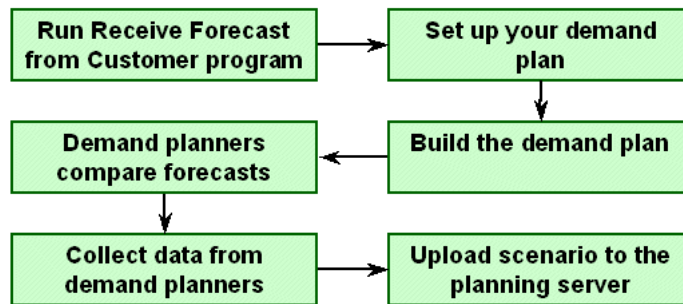 Run Receive Forecast
from Customer program
Set up your demand
plan
Build the demand plan
Demand planners
compare forecasts
Collect data from
demand planners
Upload scenario to the
planning server